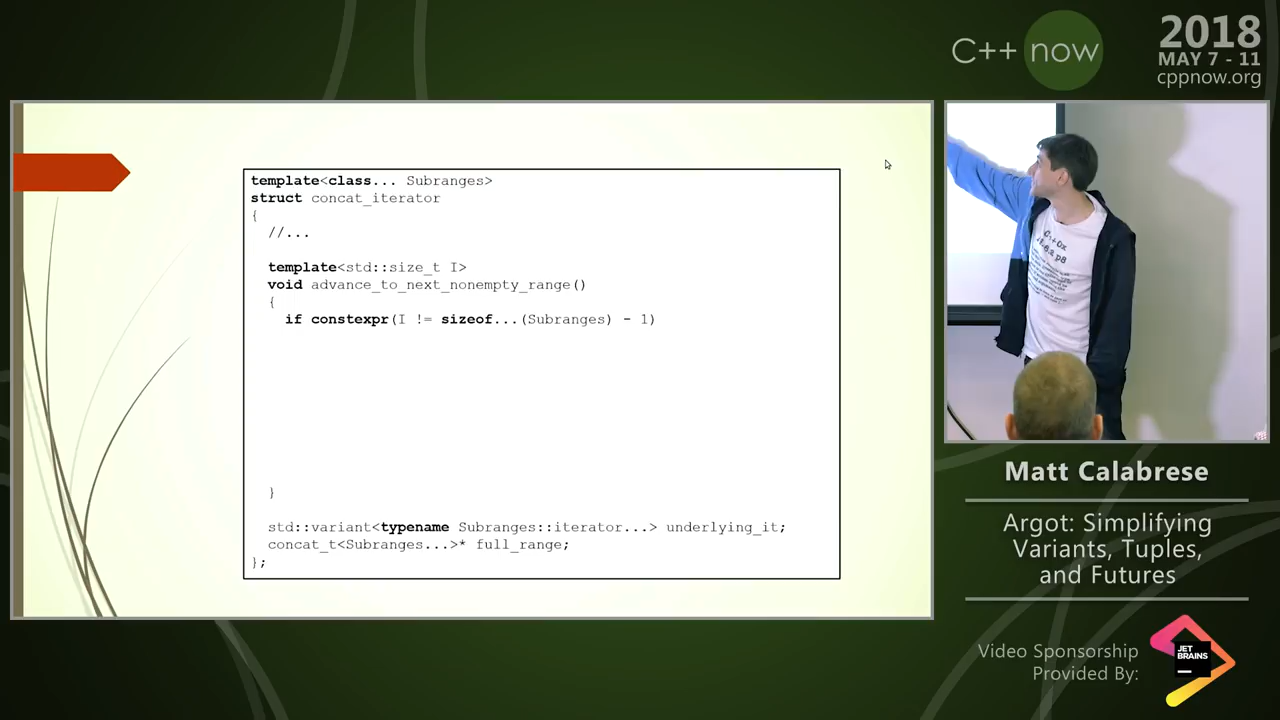 C++ now
2018
MAY 7 - 11
cppnow.org
template<class... Subranges>
struct concat_iterator
{
//...
template<std::size_t I>
void advance_to_next_nonempty_range()
{
if constexpr(I != sizeof...(Subranges) - 1)
}
std::variant<typename Subranges::iterator...> underlying_it;
concat_t<Subranges...>* full_range;
};
C++0x
p8
Matt Calabrese
Argot: Simplifying
Variants, Tuples,
and Futures
Video Sponsorship
Provided By:
JET
BRAINS